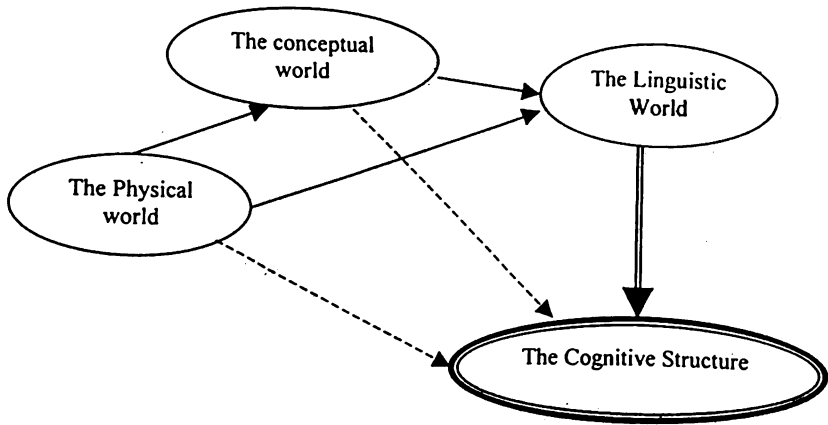 The conceptual
world
The Linguistic
World
The Physical
world
The Cognitive Structure